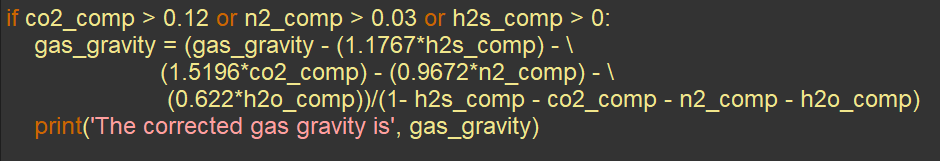 if co2_comp > 0.12 or n2_comp > 0.03 or h2s_comp > 0:
gas_gravity = (gas_gravity - (1.1767*h2s_comp) - \
(1.5196*co2_comp) - (0.9672*n2_comp) - \
(0.622*h2o_comp))/(1- h2s_comp - co2_comp - n2_comp - h2o_comp)
print('The corrected gas gravity is', gas_gravity)